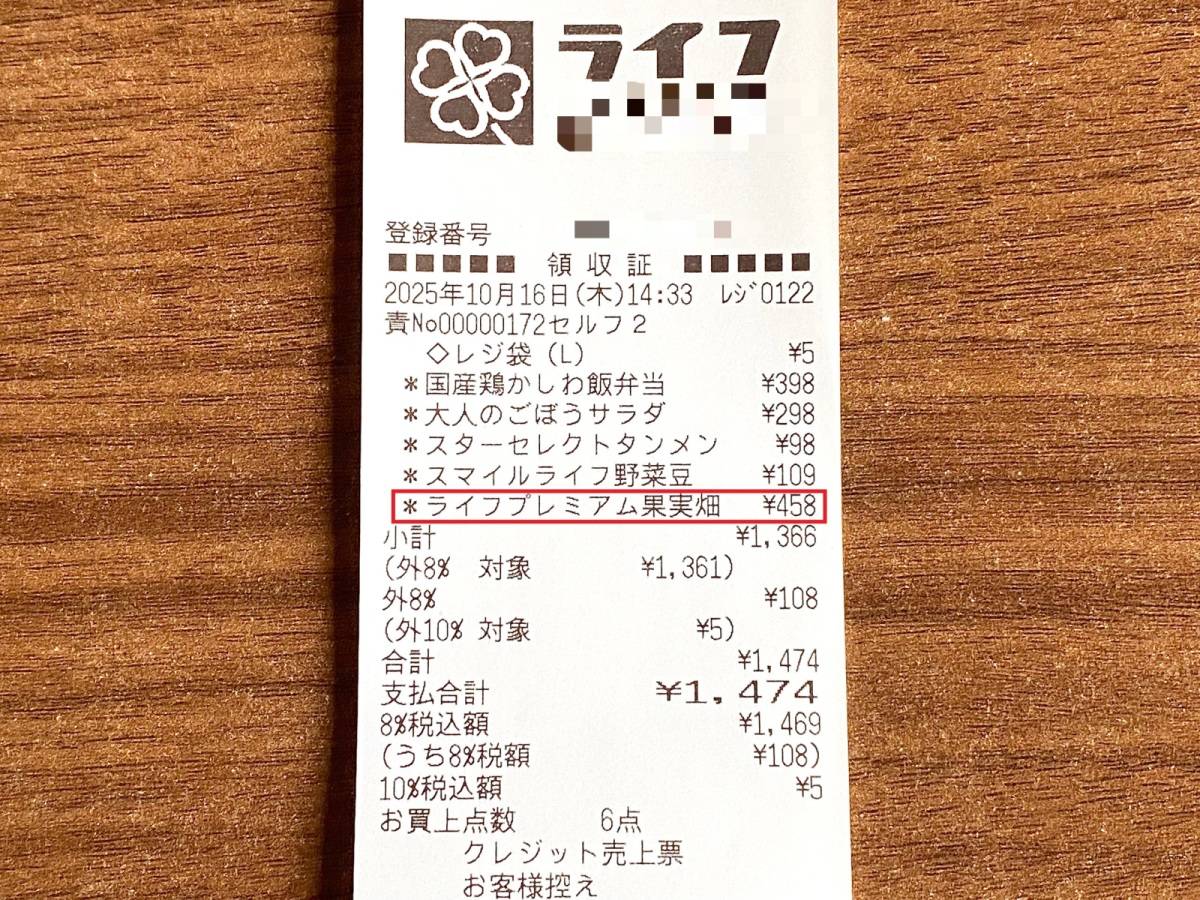 ライフ
登録番号
■■■■■ 領収証 ■■■■■
2025年10月16日(木)14:33 ﾚｼﾞ0122
責No00000172セルフ2
◇レジ袋(L) ¥5
*国産鶏かしわ飯弁当 ¥398
*大人のごぼうサラダ ¥298
*スターセレクトタンメン ¥98
*スマイルライフ野菜豆 ¥109
*ライフプレミアム果実畑 ¥458
小計 ¥1,366
(外8% 対象 ¥1,361)
外8% ¥108
(外10% 対象 ¥5)
合計 ¥1,474
支払合計 ¥1,474
8%税込額 ¥1,469
(うち8%税額 ¥108)
10%税込額 ¥5
お買上点数 6点
クレジット売上票
お客様控え